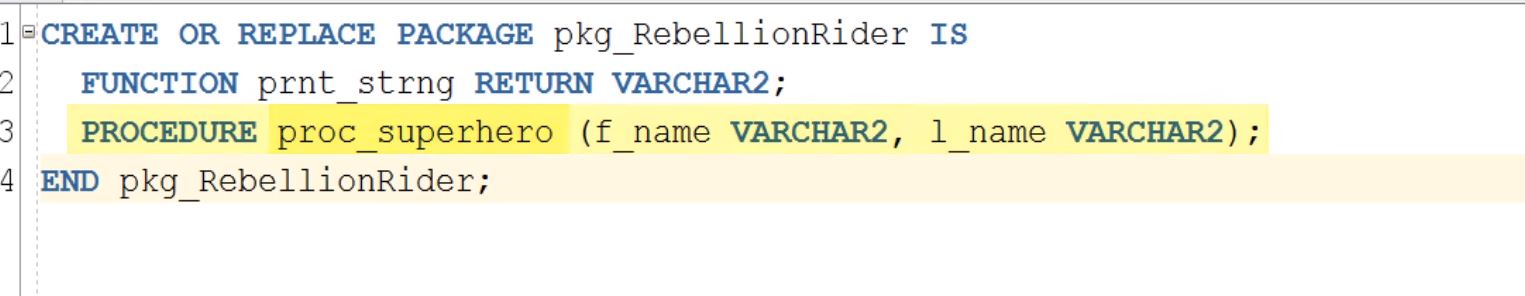 1 CREATE OR REPLACE PACKAGE pkg_RebellionRider IS
2 FUNCTION prnt_strng RETURN VARCHAR2;
3 PROCEDURE proc_superhero (f_name VARCHAR2, l_name VARCHAR2);
4 END pkg_RebellionRider;